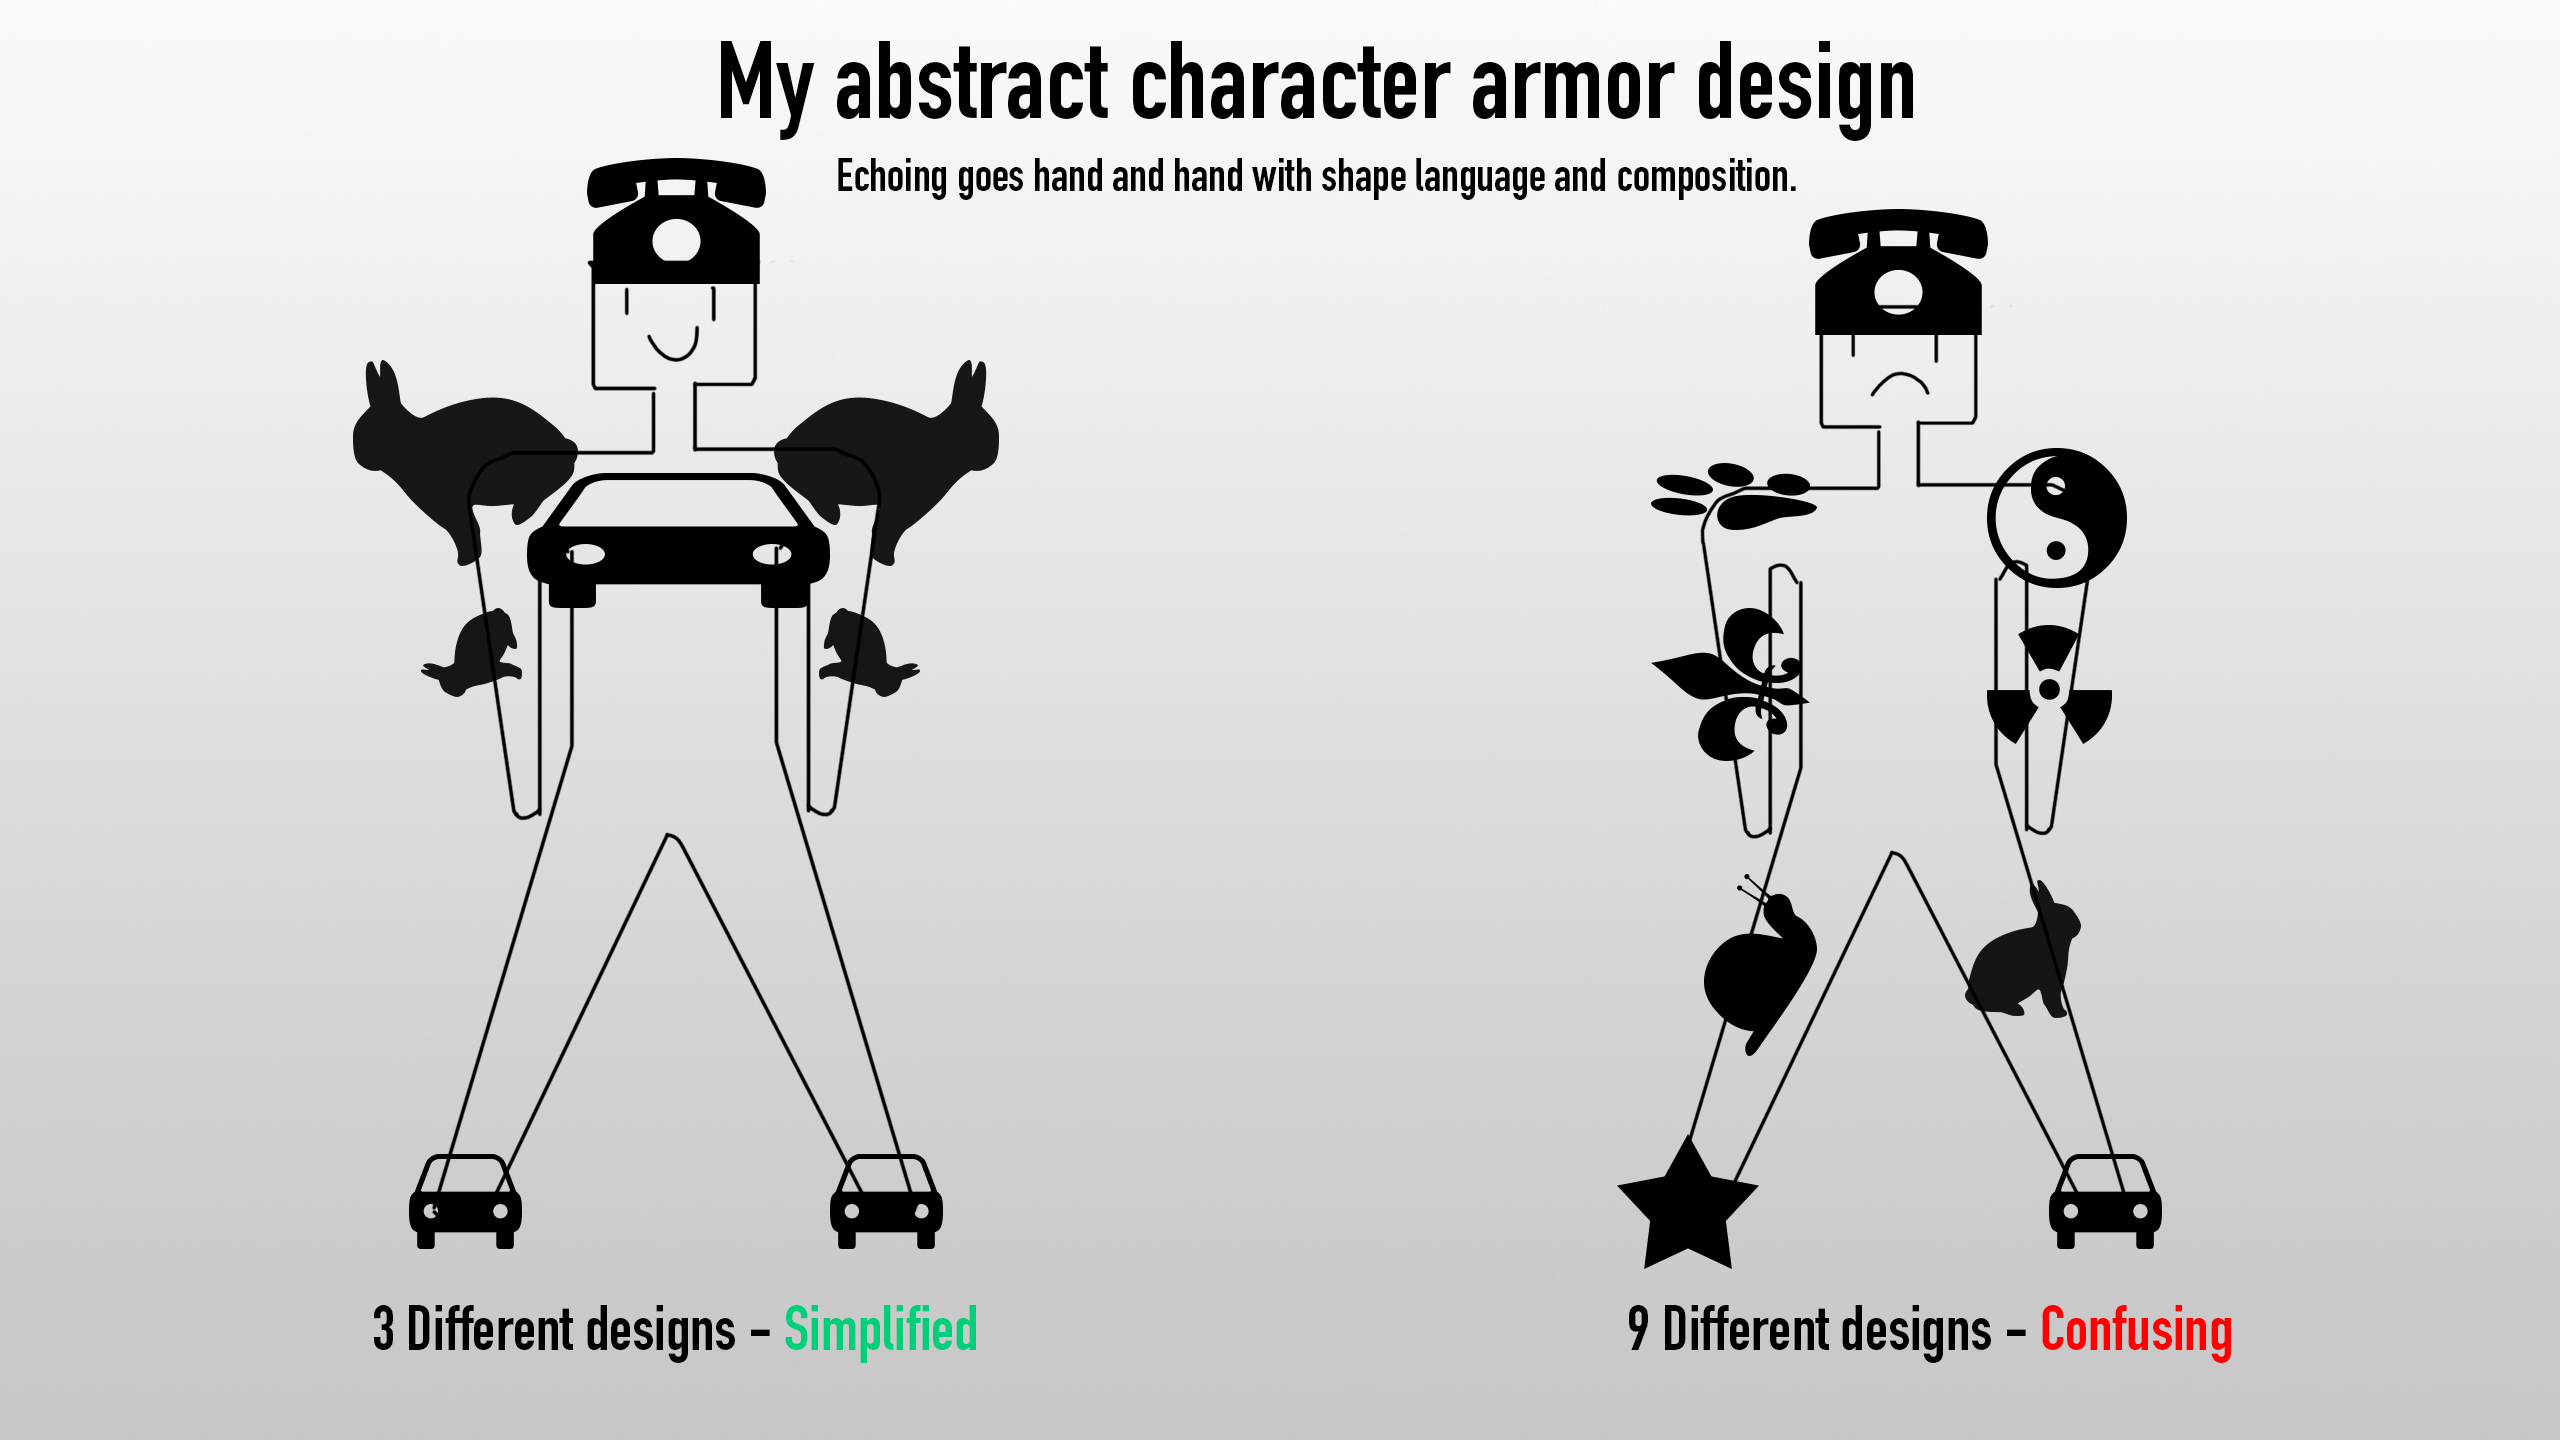 My abstract character armor design
Echoing goes hand and hand with shape language and composition.
3 Different designs – Simplified
9 Different designs – Confusing